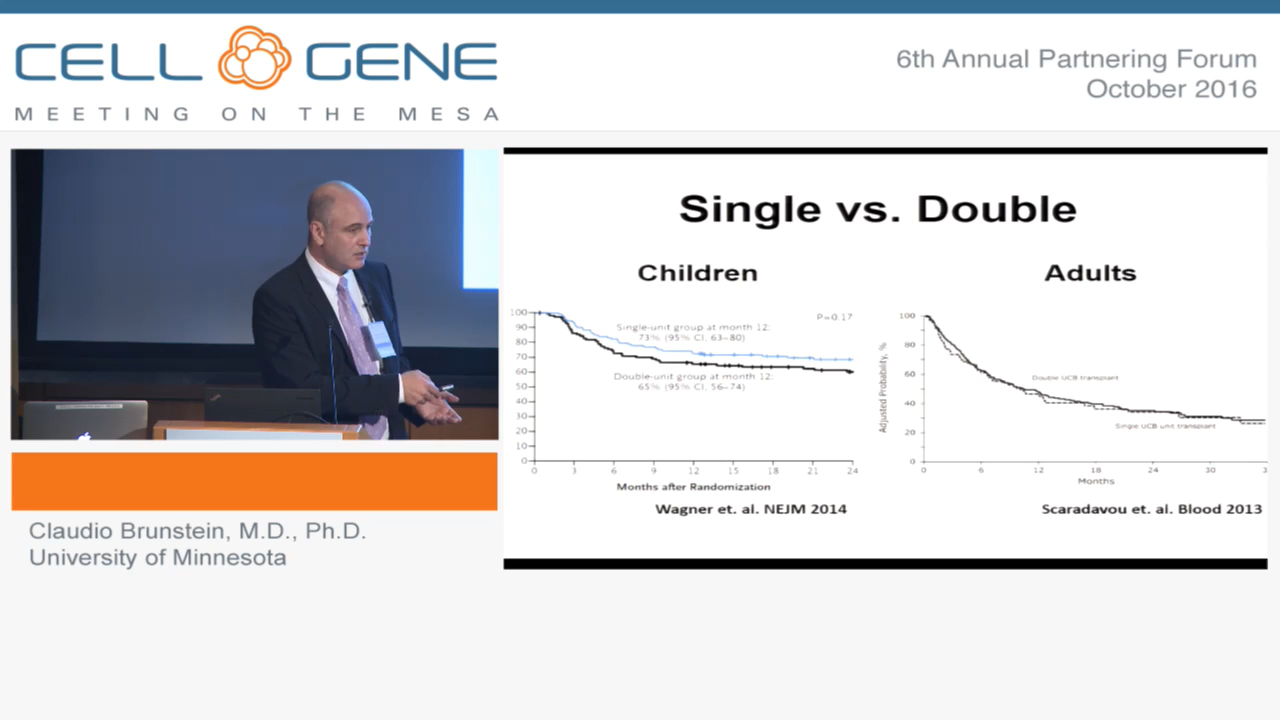 CELL GENE
MEETING ON THE MESA
6th Annual Partnering Forum
October 2016
Single vs. Double
Children
Adults
100
90
80
70
60
50
40
30
20
10
0
P=0.17
Single-unit group at month 12:
73% (95% CI, 63–80)
Double-unit group at month 12:
65% (95% CI, 56–74)
0 3 6 9 12 15 18 21 24
Months after Randomization
Wagner et. al. NEJM 2014
Adjusted Probability, %
100
80
60
40
20
0
Double UCB transplant
Single UCB unit transplant
0 6 12 18 24 30 3
Months
Scaradavou et. al. Blood 2013
Claudio Brunstein, M.D., Ph.D.
University of Minnesota